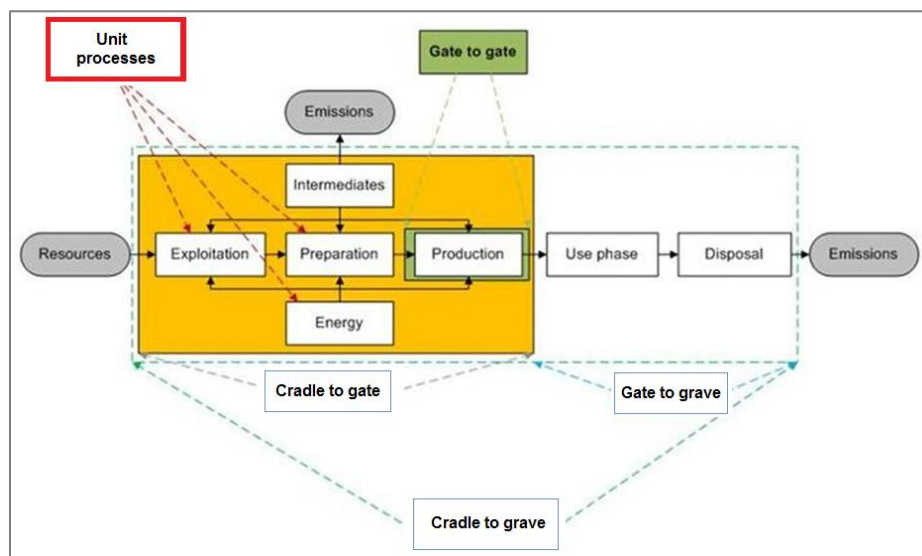 Unit
processes
Gate to gate
Emissions
Intermediates
Resources
Exploitation
Preparation
Production
Use phase
Disposal
Emissions
Energy
Cradle to gate
Gate to grave
Cradle to grave